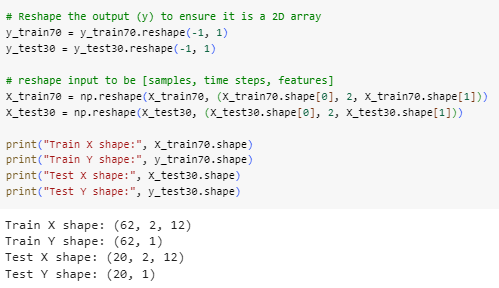 # Reshape the output (y) to ensure it is a 2D array
y_train70 = y_train70.reshape(-1, 1)
y_test30 = y_test30.reshape(-1, 1)
# reshape input to be [samples, time steps, features]
X_train70 = np.reshape(X_train70, (X_train70.shape[0], 2, X_train70.shape[1]))
X_test30 = np.reshape(X_test30, (X_test30.shape[0], 2, X_test30.shape[1]))
print("Train X shape:", X_train70.shape)
print("Train Y shape:", y_train70.shape)
print("Test X shape:", X_test30.shape)
print("Test Y shape:", y_test30.shape)
Train X shape: (62, 2, 12)
Train Y shape: (62, 1)
Test X shape: (20, 2, 12)
Test Y shape: (20, 1)